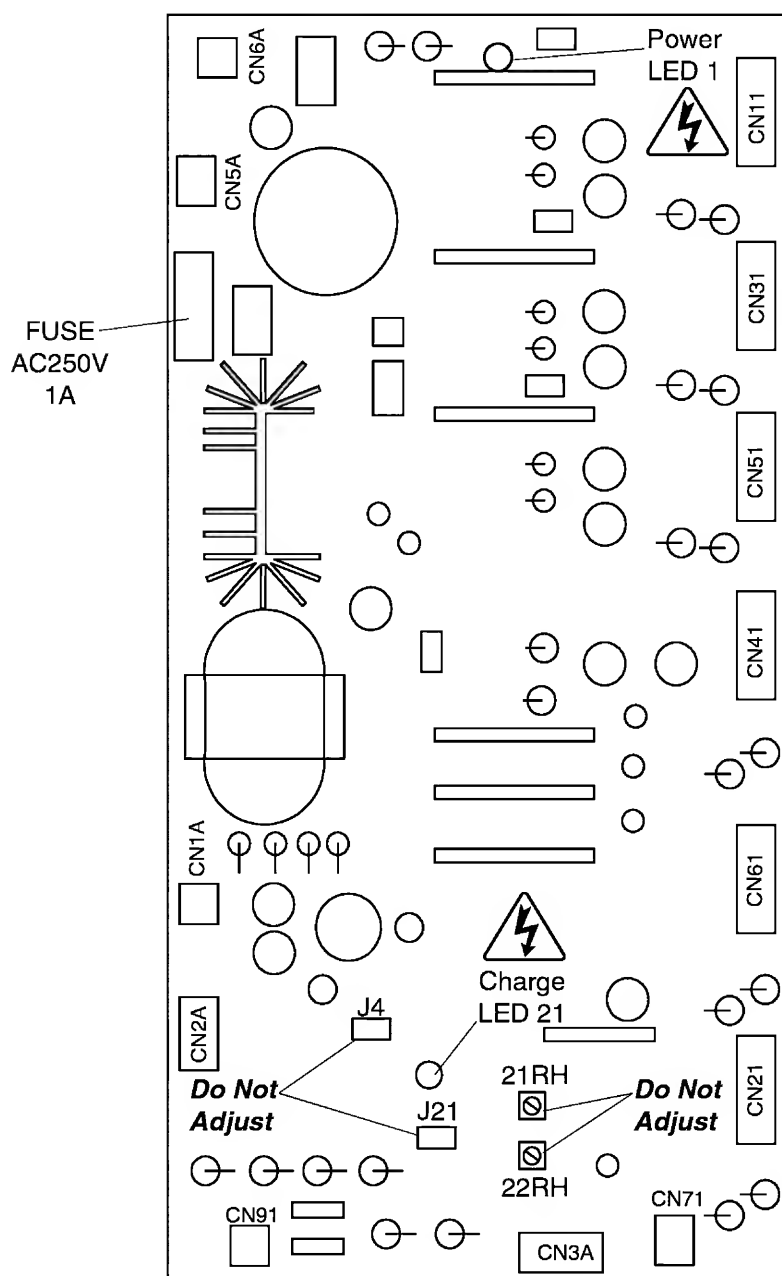 CN6A
Power
LED 1
CN11
CN5A
CN31
FUSE
AC250V
1A
CN51
CN41
CN1A
CN61
Charge
LED 21
CN2A
J4
Do Not
Adjust
21RH
Do Not
Adjust
CN21
J21
22RH
CN91
CN71
CN3A